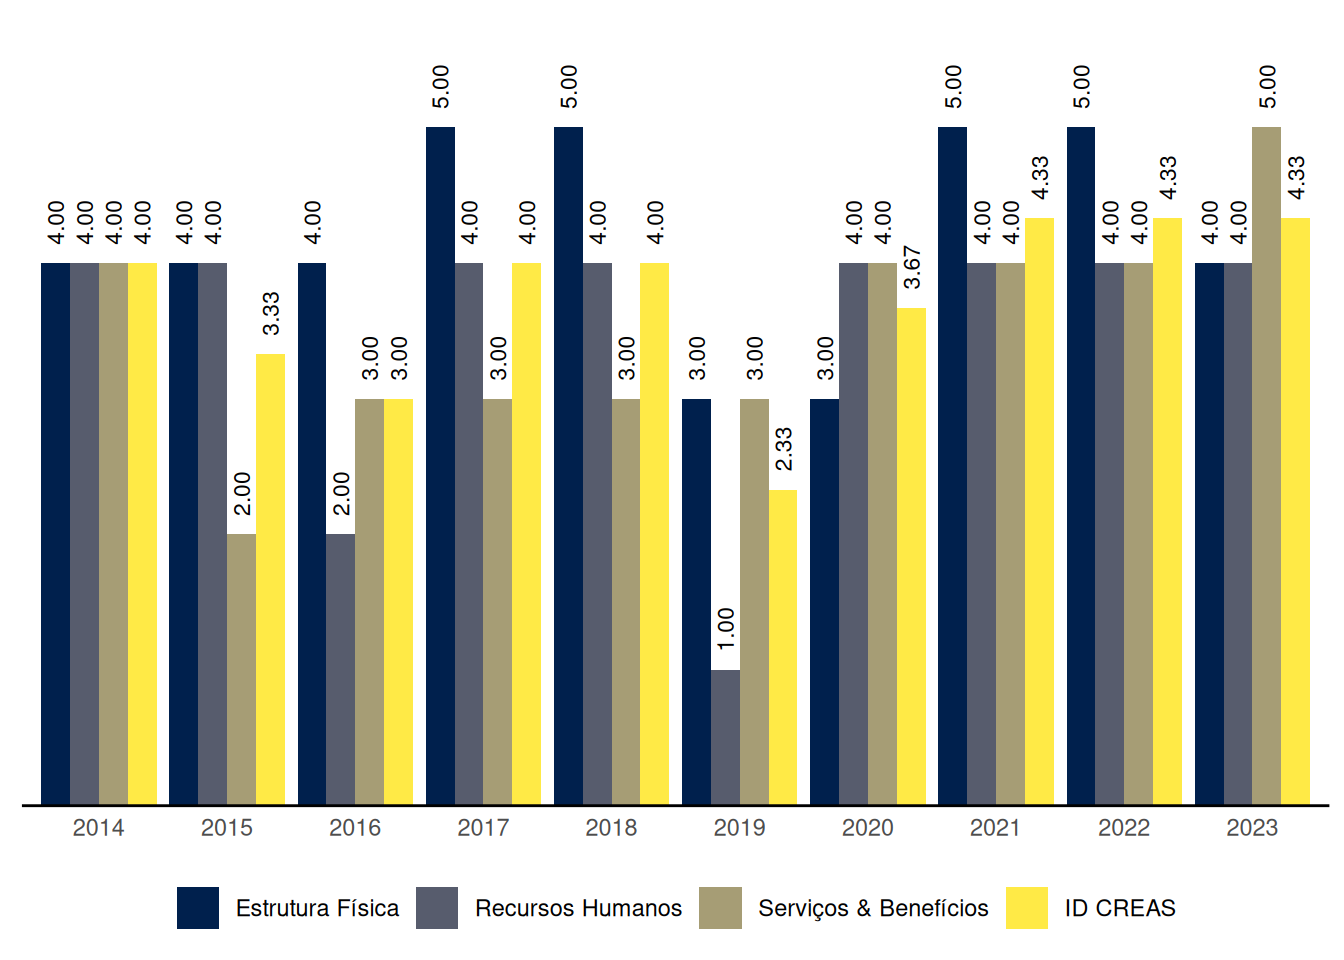 4.00 4.00 4.00 4.00 4.00 4.00 2.00 3.33 4.00 2.00 3.00 3.00 5.00 4.00 3.00 4.00 5.00 4.00 3.00 4.00 3.00 1.00 3.00 2.33 3.00 4.00 4.00 3.67 5.00 4.00 4.00 4.33 5.00 4.00 4.00 4.33 4.00 4.00 5.00 4.33
2014 2015 2016 2017 2018 2019 2020 2021 2022 2023
Estrutura Física Recursos Humanos Serviços & Benefícios ID CREAS